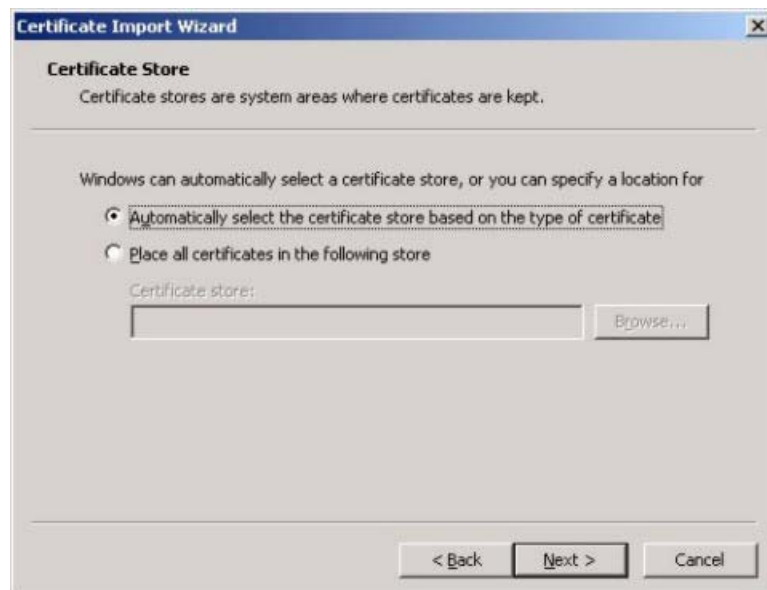 Certificate Import Wizard
Certificate Store
Certificate stores are system areas where certificates are kept.
Windows can automatically select a certificate store, or you can specify a location for
Automatically select the certificate store based on the type of certificate
Place all certificates in the following store
Certificate store:
Browse...
< Back
Next >
Cancel